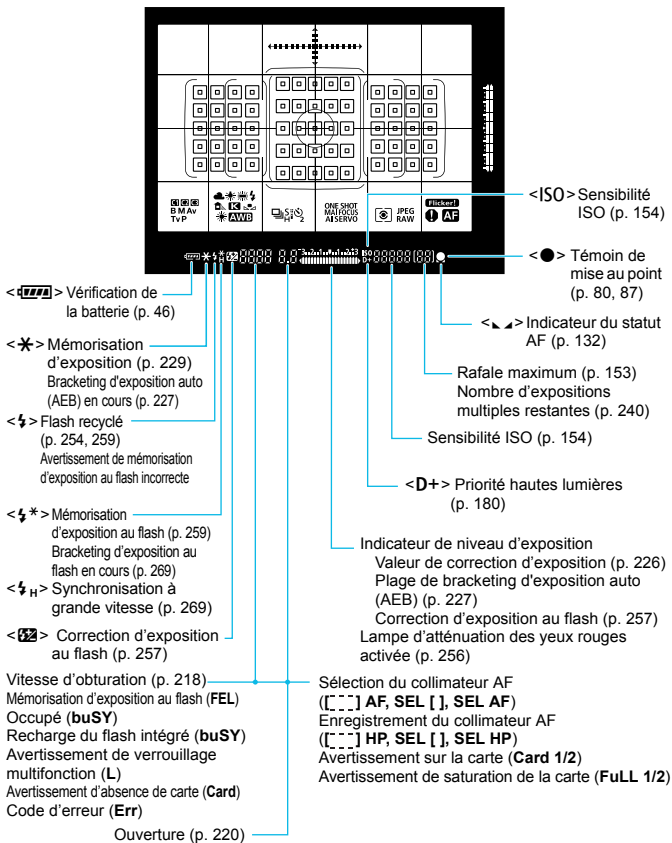 B M Av
Tv P
K
AWB
ONE SHOT
MAI FOCUS
AI SERVO
JPEG
RAW
Flicker!
AF
<ISO> Sensibilité
ISO (p. 154)
<●> Témoin de
mise au point
(p. 80, 87)
< > Indicateur du statut
AF (p. 132)
Rafale maximum (p. 153)
Nombre d'expositions
multiples restantes (p. 240)
Sensibilité ISO (p. 154)
<D+> Priorité hautes lumières
(p. 180)
Indicateur de niveau d'exposition
Valeur de correction d'exposition (p. 226)
Plage de bracketing d'exposition auto
(AEB) (p. 227)
Correction d'exposition au flash (p. 257)
Lampe d'atténuation des yeux rouges
activée (p. 256)
< > Vérification de
la batterie (p. 46)
<✱> Mémorisation
d'exposition (p. 229)
Bracketing d'exposition auto
(AEB) en cours (p. 227)
<⚡> Flash recyclé
(p. 254, 259)
Avertissement de mémorisation
d'exposition au flash incorrecte
<⚡*> Mémorisation
d'exposition au flash (p. 259)
Bracketing d'exposition au
flash en cours (p. 269)
<⚡H> Synchronisation à
grande vitesse (p. 269)
< > Correction d'exposition
au flash (p. 257)
Vitesse d'obturation (p. 218)
Mémorisation d'exposition au flash (FEL)
Occupé (buSY)
Recharge du flash intégré (buSY)
Avertissement de verrouillage
multifonction (L)
Avertissement d'absence de carte (Card)
Code d'erreur (Err)
Ouverture (p. 220)
Sélection du collimateur AF
([   ] AF, SEL [ ], SEL AF)
Enregistrement du collimateur AF
([   ] HP, SEL [ ], SEL HP)
Avertissement sur la carte (Card 1/2)
Avertissement de saturation de la carte (FuLL 1/2)